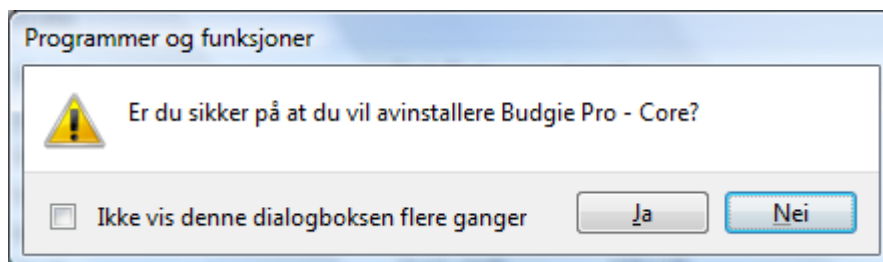 Programmer og funksjoner
Er du sikker på at du vil avinstallere Budgie Pro - Core?
Ikke vis denne dialogboksen flere ganger
Ja
Nei